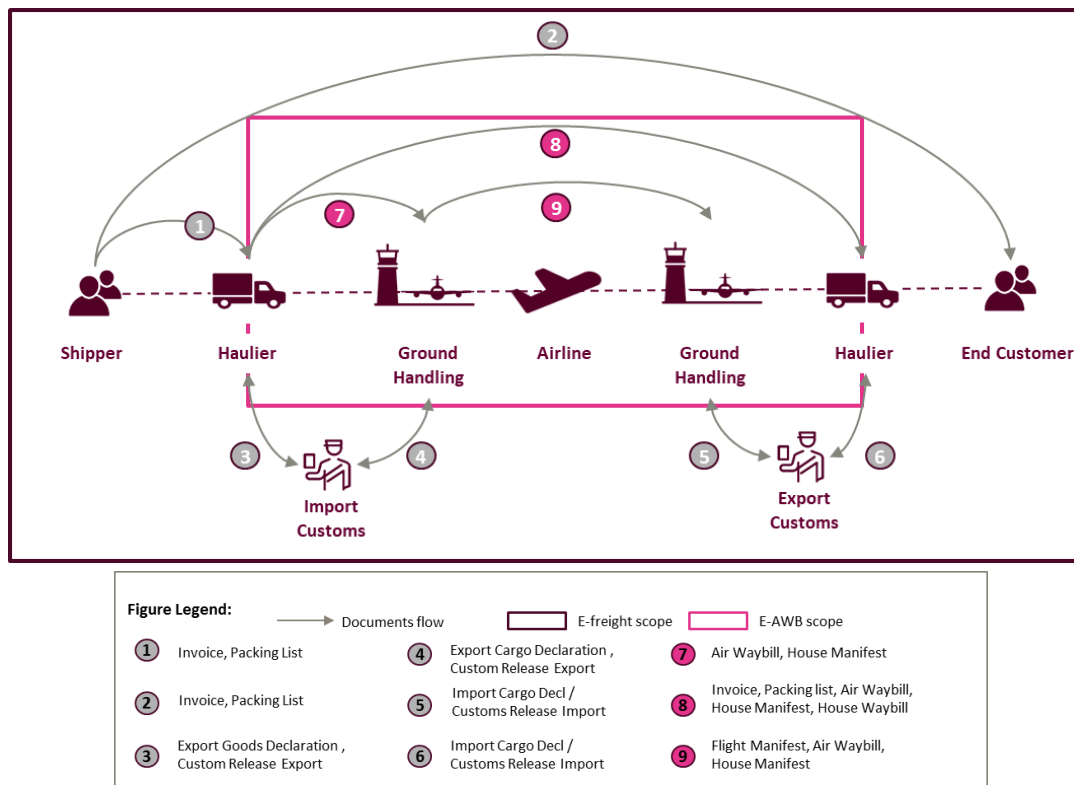 2
8
7
9
1
Shipper
Haulier
Ground
Handling
Airline
Ground
Handling
Haulier
End Customer
3
4
5
6
Import
Customs
Export
Customs
Figure Legend:
Documents flow
E-freight scope
E-AWB scope
1
Invoice, Packing List
4
Export Cargo Declaration ,
Custom Release Export
7
Air Waybill, House Manifest
2
Invoice, Packing List
5
Import Cargo Decl /
Customs Release Import
8
Invoice, Packing list, Air Waybill,
House Manifest, House Waybill
3
Export Goods Declaration ,
Custom Release Export
6
Import Cargo Decl /
Customs Release Import
9
Flight Manifest, Air Waybill,
House Manifest